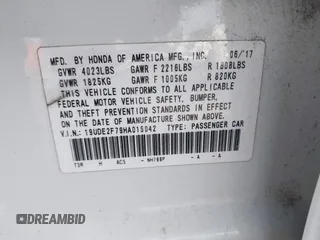 MFD. BY HONDA OF AMERICA MFG., INC. 06/17
GVWR 4023LBS GAWR F 2216LBS R 1808LBS
GVWR 1825KG GAWR F 1005KG R 820KG
THIS VEHICLE CONFORMS TO ALL APPLICABLE
FEDERAL MOTOR VEHICLE SAFETY, BUMPER,
AND THEFT PREVENTION STANDARDS IN EFFECT
ON THE DATE OF MANUFACTURE SHOWN ABOVE.
V.I.N.: 19UDE2F79HA015042 TYPE: PASSENGER CAR
H AC5 - A - A
DREAMBID